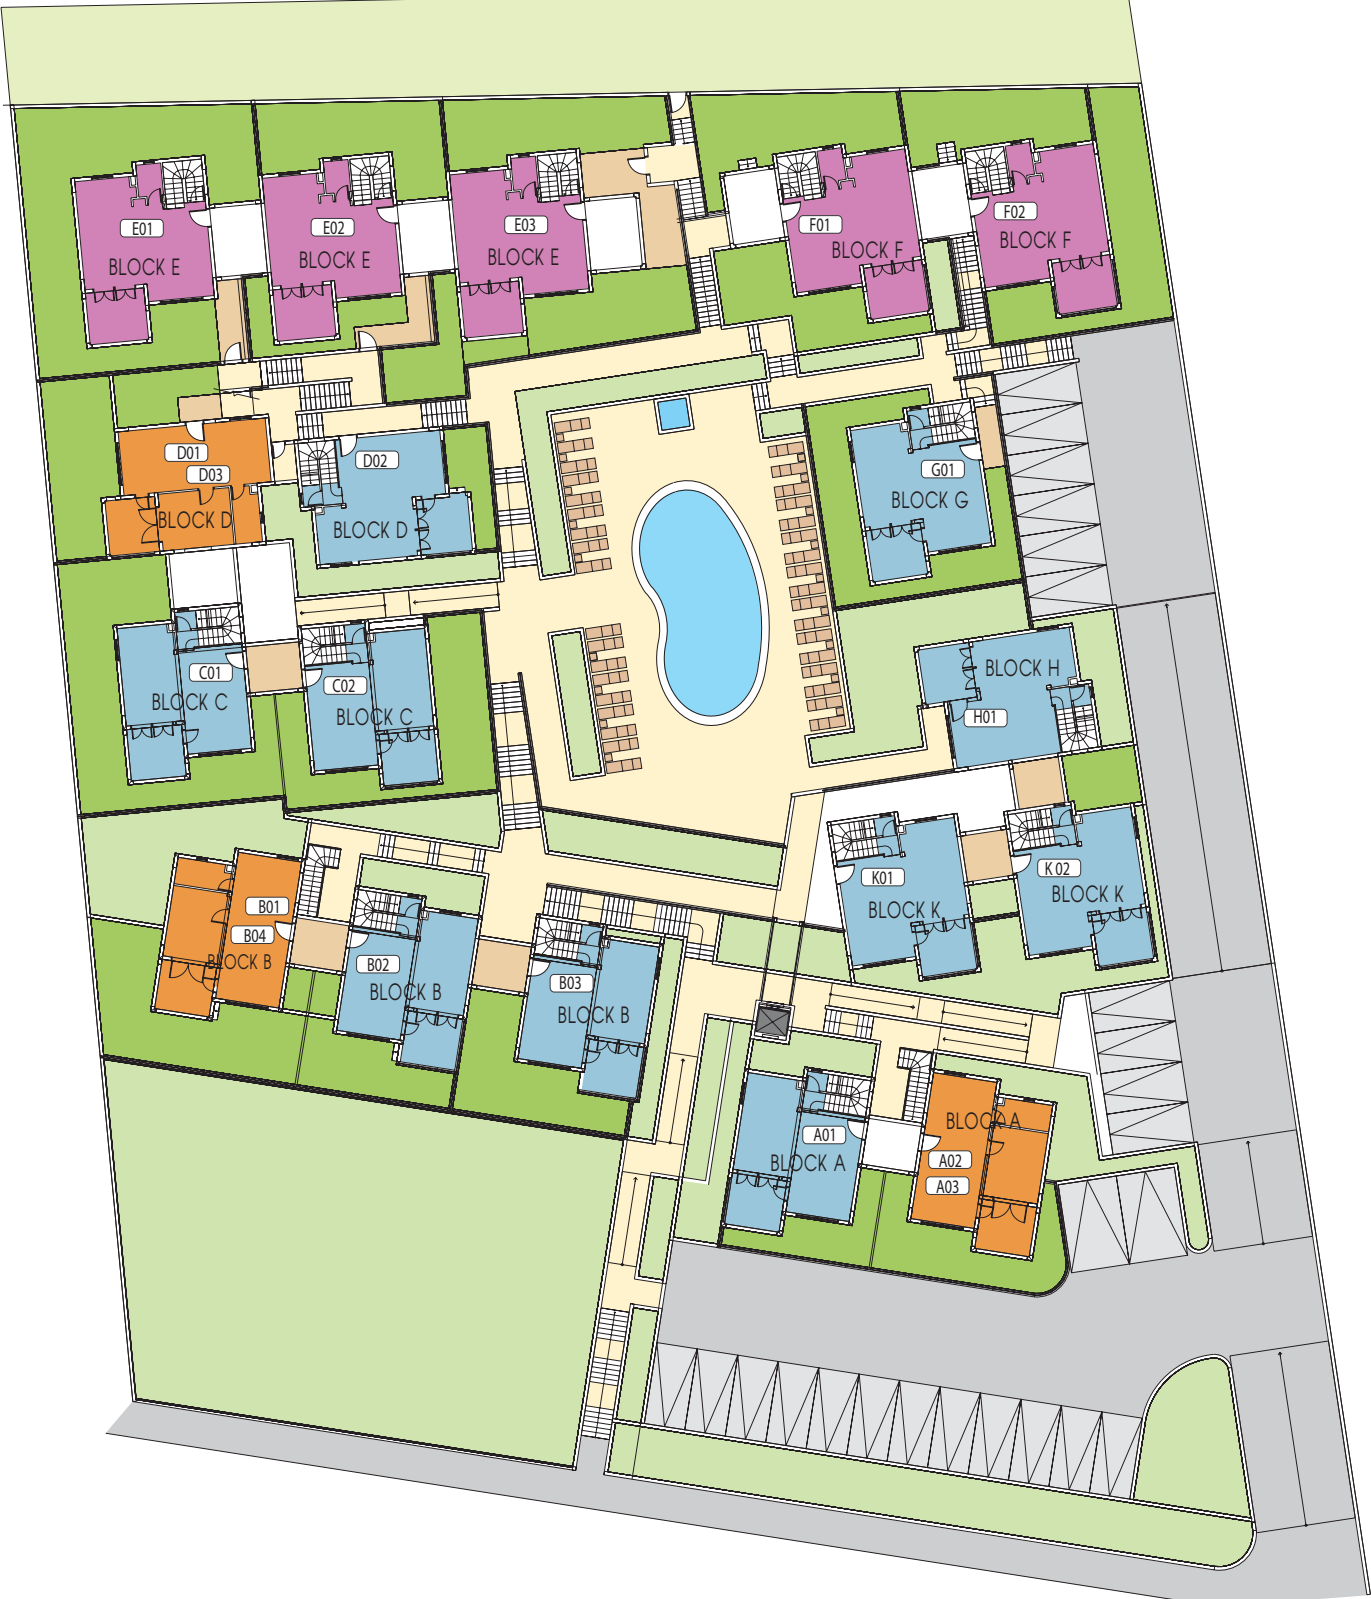 E01
BLOCK E
E02
BLOCK E
E03
BLOCK E
F01
BLOCK F
F02
BLOCK F
D01
D03
BLOCK D
D02
BLOCK D
G01
BLOCK G
C01
BLOCK C
C02
BLOCK C
BLOCK H
H01
K01
BLOCK K
K 02
BLOCK K
B01
B04
BLOCK B
B02
BLOCK B
B03
BLOCK B
A01
BLOCK A
BLOCK A
A02
A03